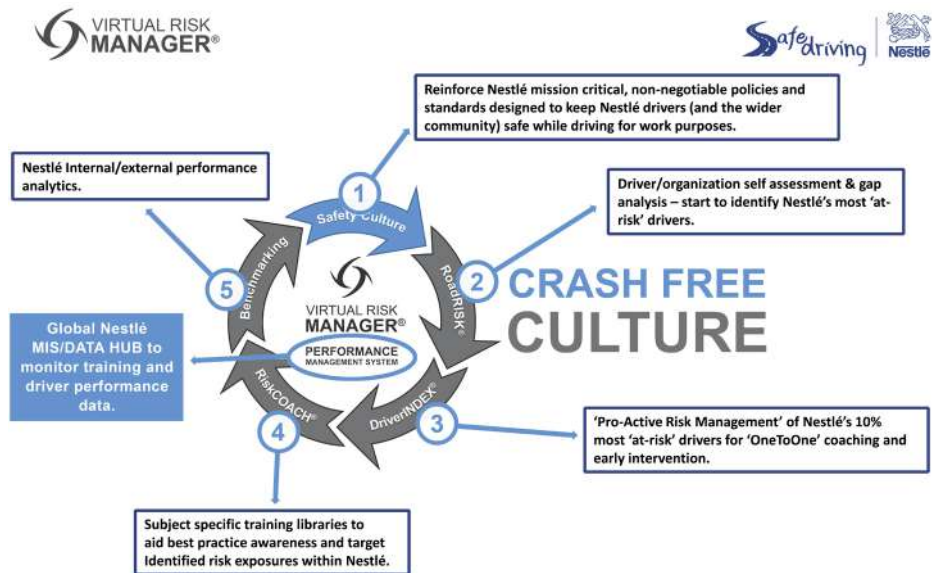 VIRTUAL RISK
MANAGER®
Safe driving
Nestlé
Reinforce Nestlé mission critical, non-negotiable policies and
standards designed to keep Nestlé drivers (and the wider
community) safe while driving for work purposes.
Nestlé Internal/external performance
analytics.
1
Safety Culture
Driver/organization self assessment & gap
analysis – start to identify Nestlé's most 'at-
risk' drivers.
2
RoadRISK®
5
Benchmarking
CRASH FREE
CULTURE
VIRTUAL RISK
MANAGER®
PERFORMANCE
MANAGEMENT SYSTEM
Global Nestlé
MIS/DATA HUB to
monitor training and
driver performance
data.
RiskCOACH®
4
DriverINDEX®
3
'Pro-Active Risk Management' of Nestlé's 10%
most 'at-risk' drivers for 'OneToOne' coaching and
early intervention.
Subject specific training libraries to
aid best practice awareness and target
Identified risk exposures within Nestlé.